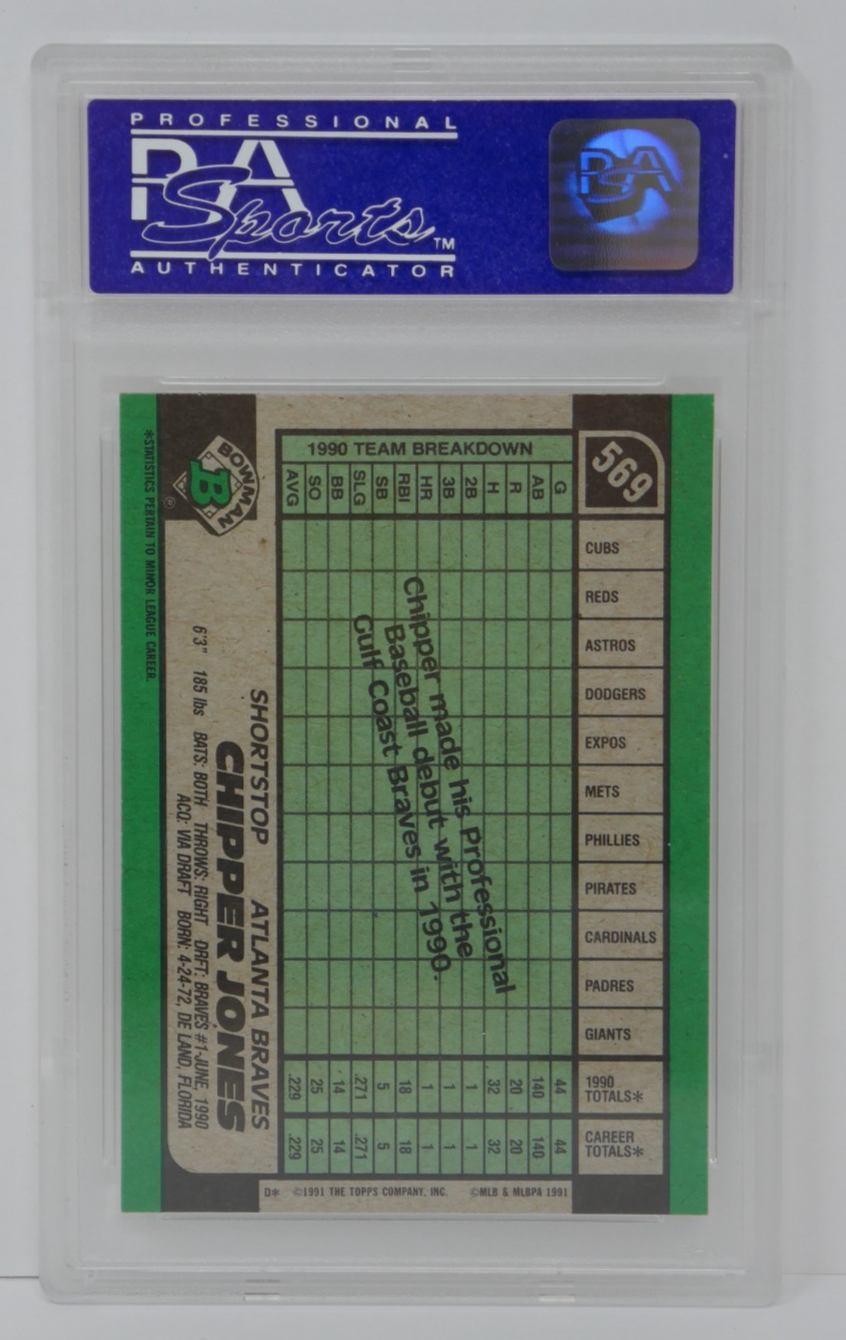 PROFESSIONAL
PSA
Sports™
AUTHENTICATOR
PSA
569
BOWMAN
B
®
SHORTSTOP ATLANTA BRAVES
CHIPPER JONES
6'3" 185 lbs BATS: BOTH THROWS: RIGHT DRFT: BRAVES #1-JUNE, 1990
ACQ: VIA DRAFT BORN: 4-24-72, DE LAND, FLORIDA
1990 TEAM BREAKDOWN
G AB R H 2B 3B HR RBI SB SLG BB SO AVG
CUBS
REDS
ASTROS
DODGERS
EXPOS
METS
PHILLIES
PIRATES
CARDINALS
PADRES
GIANTS
1990 TOTALS* 44 140 20 32 1 1 1 18 5 .271 14 25 .229
CAREER TOTALS* 44 140 20 32 1 1 1 18 5 .271 14 25 .229
Chipper made his Professional
Baseball debut with the
Gulf Coast Braves in 1990.
*STATISTICS PERTAIN TO MINOR LEAGUE CAREER.
D* ©1991 THE TOPPS COMPANY, INC. ©MLB & MLBPA 1991